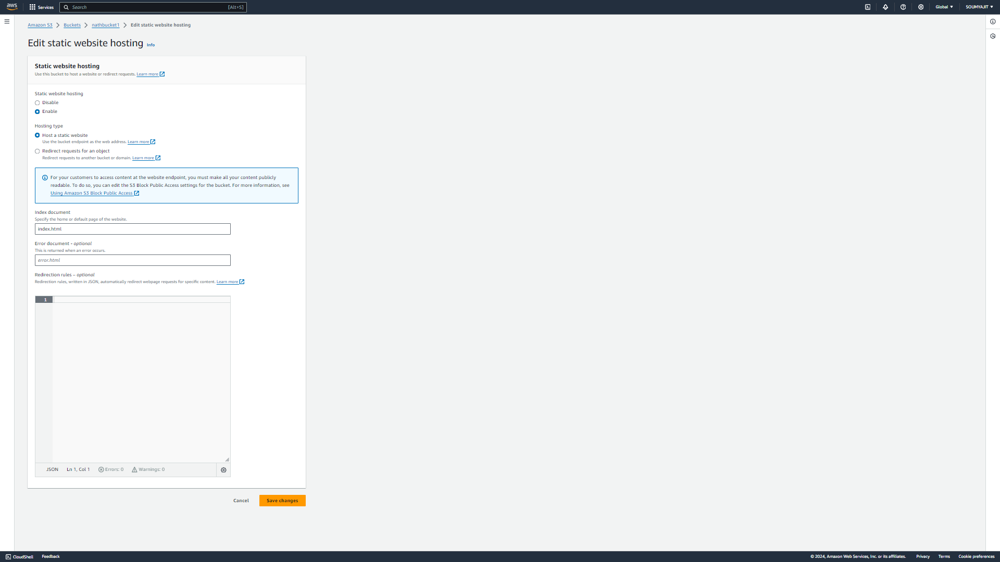 aws
Services
Search
[Alt+S]
Global
SOUMYAJIT
Amazon S3
Buckets
nathbucket1
Edit static website hosting
Edit static website hosting
Info
Static website hosting
Use this bucket to host a website or redirect requests. Learn more
Static website hosting
Disable
Enable
Hosting type
Host a static website
Use the bucket endpoint as the web address. Learn more
Redirect requests for an object
Redirect requests to another bucket or domain. Learn more
For your customers to access content at the website endpoint, you must make all your content publicly
readable. To do so, you can edit the S3 Block Public Access settings for the bucket. For more information, see
Using Amazon S3 Block Public Access
Index document
Specify the home or default page of the website.
index.html
Error document - optional
This is returned when an error occurs.
error.html
Redirection rules – optional
Redirection rules, written in JSON, automatically redirect webpage requests for specific content. Learn more
1
JSON
Ln 1, Col 1
Errors: 0
Warnings: 0
Cancel
Save changes
CloudShell
Feedback
© 2024, Amazon Web Services, Inc. or its affiliates.
Privacy
Terms
Cookie preferences